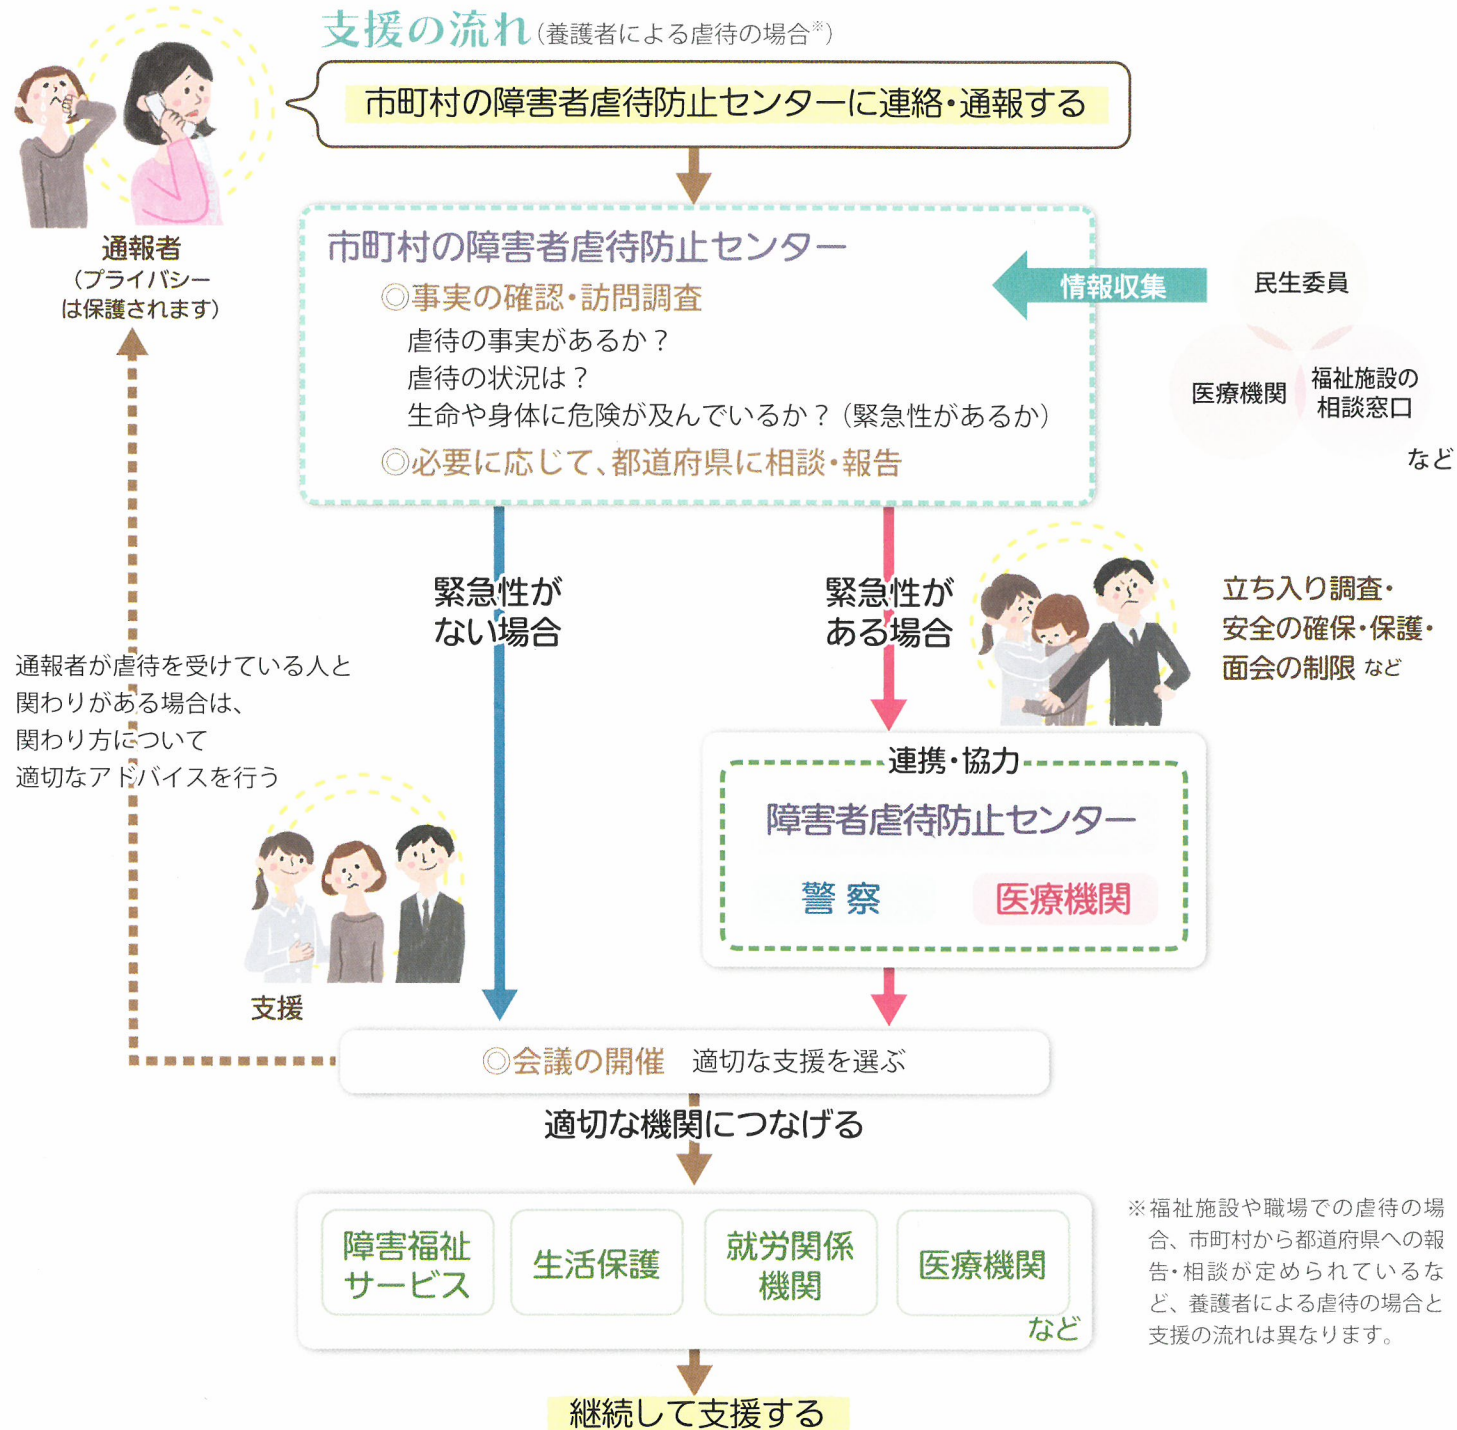 支援の流れ(養護者による虐待の場合※)
市町村の障害者虐待防止センターに連絡・通報する
通報者
(プライバシー
は保護されます)
市町村の障害者虐待防止センター
◎事実の確認・訪問調査
虐待の事実があるか？
虐待の状況は？
生命や身体に危険が及んでいるか？(緊急性があるか)
◎必要に応じて、都道府県に相談・報告
情報収集
民生委員
医療機関
福祉施設の
相談窓口
など
緊急性が
ない場合
緊急性が
ある場合
立ち入り調査・
安全の確保・保護・
面会の制限 など
通報者が虐待を受けている人と
関わりがある場合は、
関わり方について
適切なアドバイスを行う
連携・協力
障害者虐待防止センター
警察
医療機関
支援
◎会議の開催 適切な支援を選ぶ
適切な機関につなげる
障害福祉
サービス
生活保護
就労関係
機関
医療機関
など
※福祉施設や職場での虐待の場
合、市町村から都道府県への報
告・相談が定められているな
ど、養護者による虐待の場合と
支援の流れは異なります。
継続して支援する